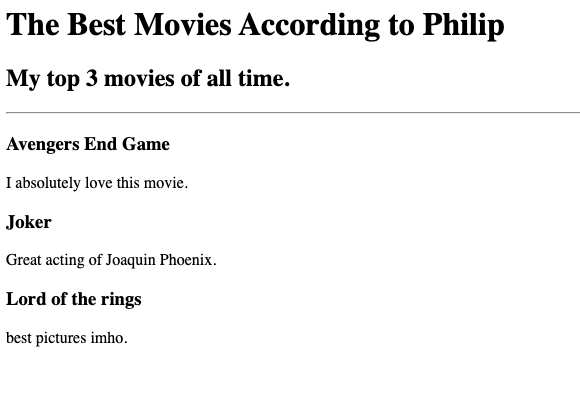 The Best Movies According to Philip
My top 3 movies of all time.
Avengers End Game
I absolutely love this movie.
Joker
Great acting of Joaquin Phoenix.
Lord of the rings
best pictures imho.